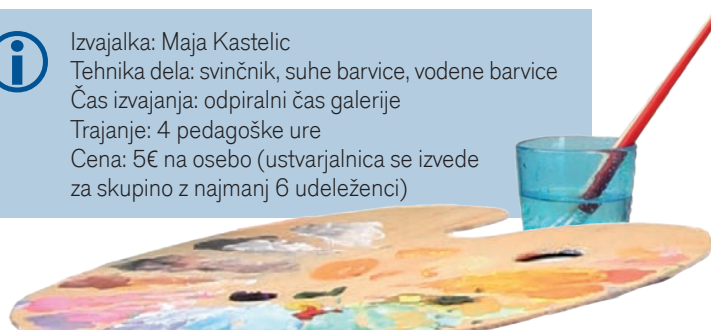 Izvajalka: Maja Kastelic
Tehnika dela: svinčnik, suhe barvice, vodene barvice
Čas izvajanja: odpiralni čas galerije
Trajanje: 4 pedagoške ure
Cena: 5€ na osebo (ustvarjalnica se izvede
za skupino z najmanj 6 udeleženci)